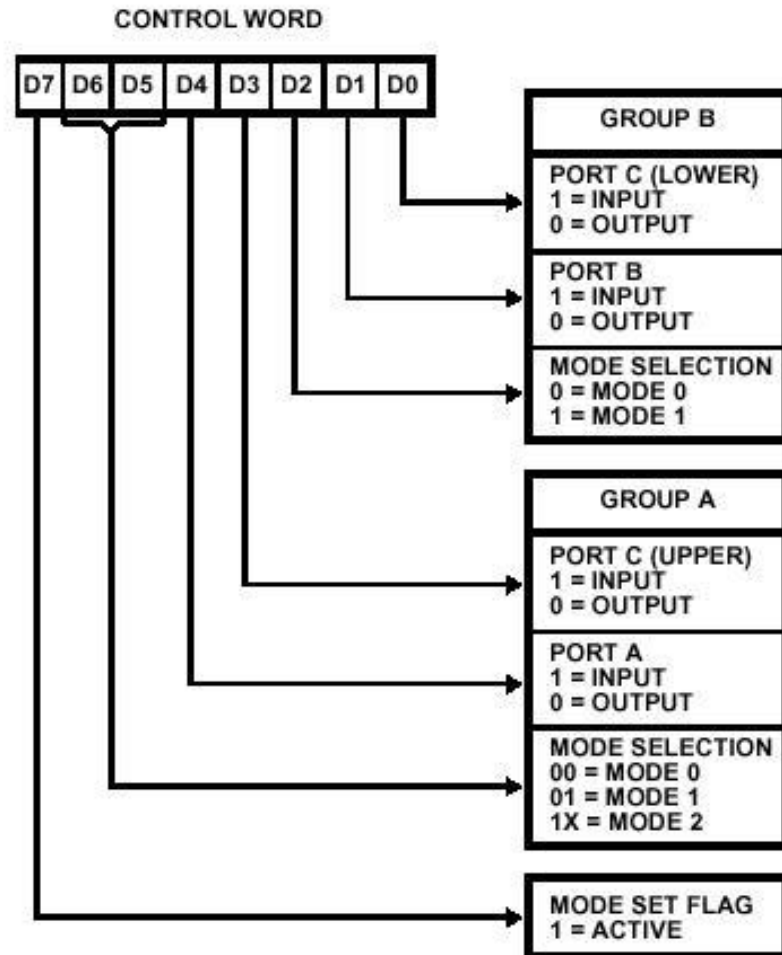 CONTROL WORD
D7 D6 D5 D4 D3 D2 D1 D0
GROUP B
PORT C (LOWER)
1 = INPUT
0 = OUTPUT
PORT B
1 = INPUT
0 = OUTPUT
MODE SELECTION
0 = MODE 0
1 = MODE 1
GROUP A
PORT C (UPPER)
1 = INPUT
0 = OUTPUT
PORT A
1 = INPUT
0 = OUTPUT
MODE SELECTION
00 = MODE 0
01 = MODE 1
1X = MODE 2
MODE SET FLAG
1 = ACTIVE